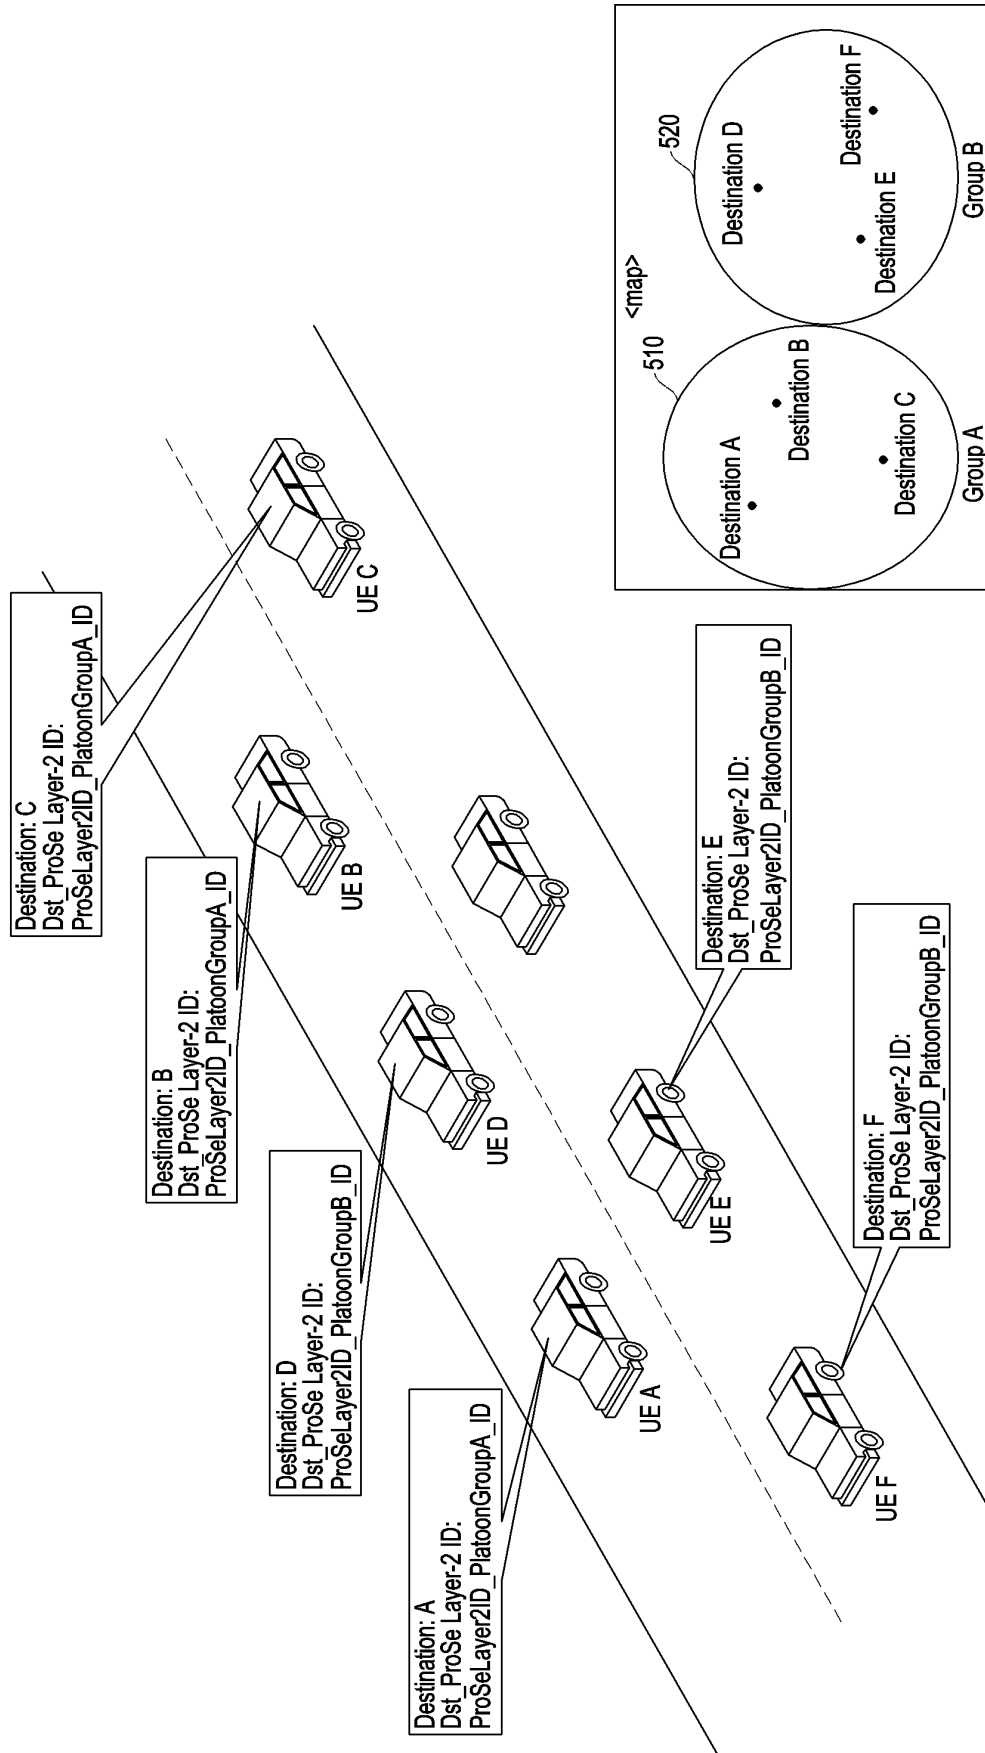 Destination: C
Dst_ProSe Layer-2 ID:
ProSeLayer2ID_PlatoonGroupA_ID
Destination: B
Dst_ProSe Layer-2 ID:
ProSeLayer2ID_PlatoonGroupA_ID
Destination: D
Dst_ProSe Layer-2 ID:
ProSeLayer2ID_PlatoonGroupB_ID
Destination: A
Dst_ProSe Layer-2 ID:
ProSeLayer2ID_PlatoonGroupA_ID
UE C
UE B
UE D
UE A
UE E
UE F
Destination: E
Dst_ProSe Layer-2 ID:
ProSeLayer2ID_PlatoonGroupB_ID
Destination: F
Dst_ProSe Layer-2 ID:
ProSeLayer2ID_PlatoonGroupB_ID
<map>
510
520
Destination A
Destination B
Destination C
Group A
Destination D
Destination F
Destination E
Group B